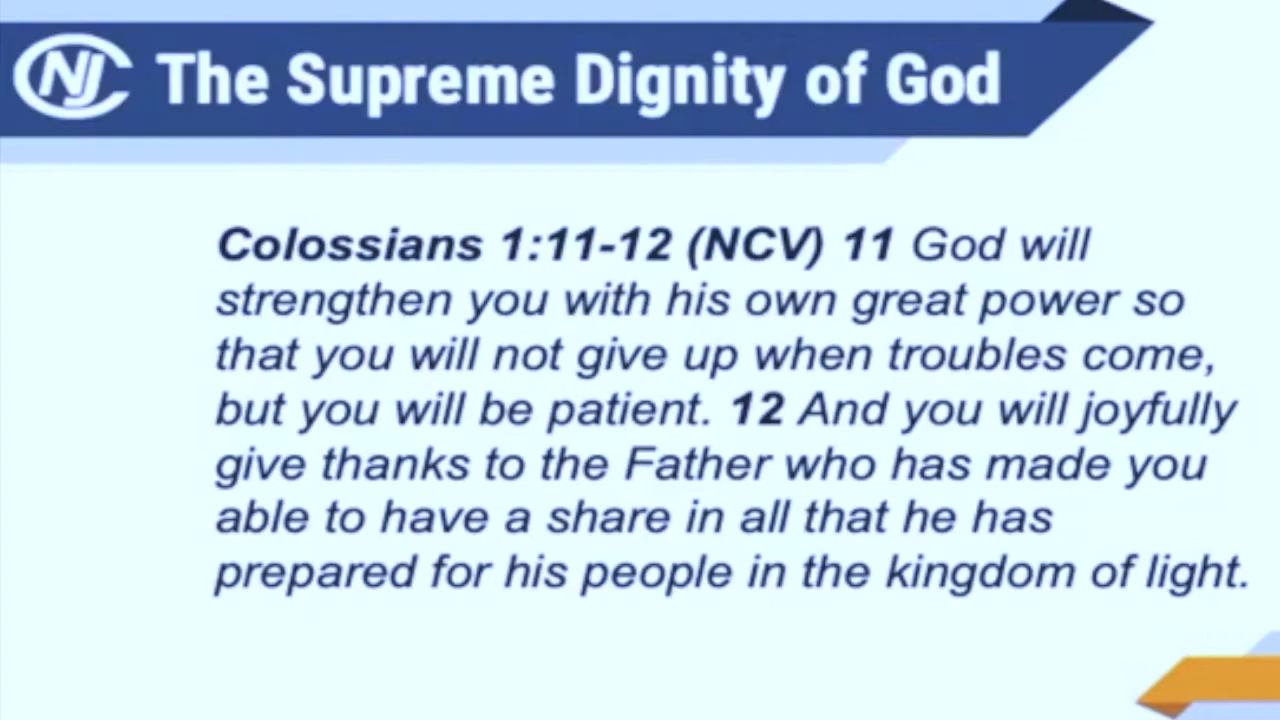 NJC The Supreme Dignity of God
Colossians 1:11-12 (NCV) 11 God will
strengthen you with his own great power so
that you will not give up when troubles come,
but you will be patient. 12 And you will joyfully
give thanks to the Father who has made you
able to have a share in all that he has
prepared for his people in the kingdom of light.